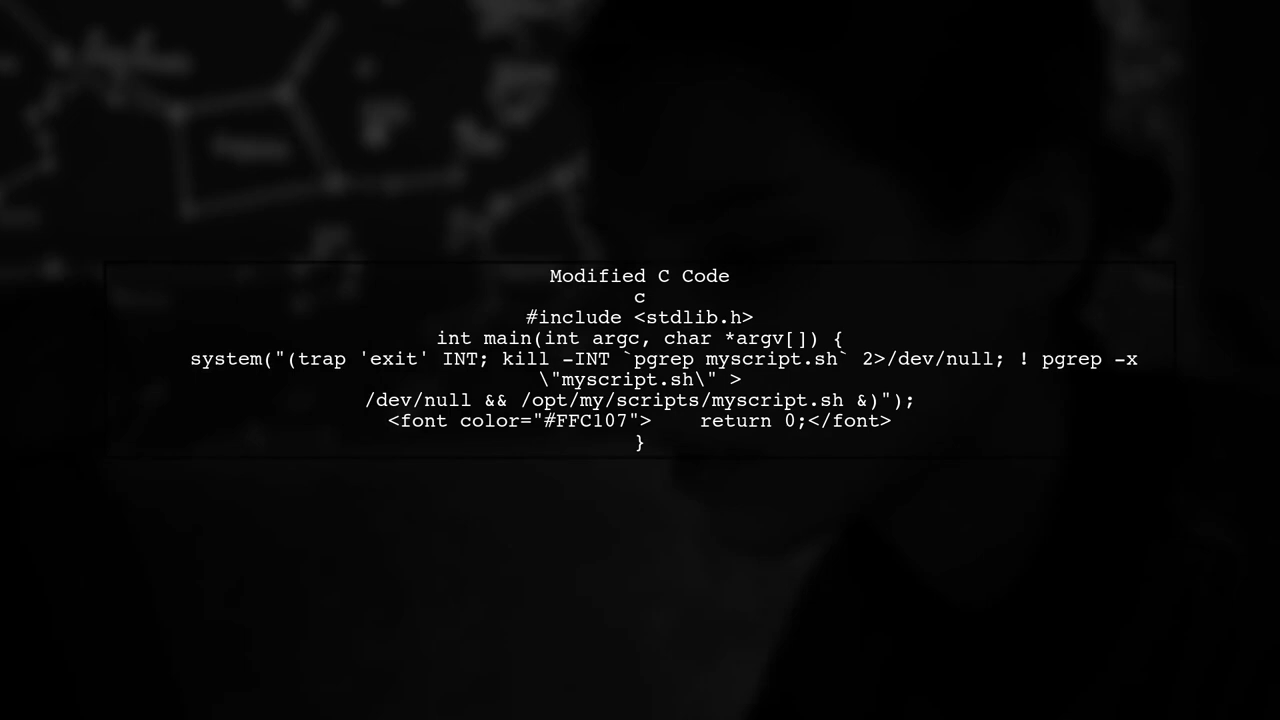 Modified C Code
c
#include <stdlib.h>
int main(int argc, char *argv[]) {
system("(trap 'exit' INT; kill -INT `pgrep myscript.sh` 2>/dev/null; ! pgrep -x
\"myscript.sh\" >
/dev/null && /opt/my/scripts/myscript.sh &)");
<font color="#FFC107">    return 0;</font>
}